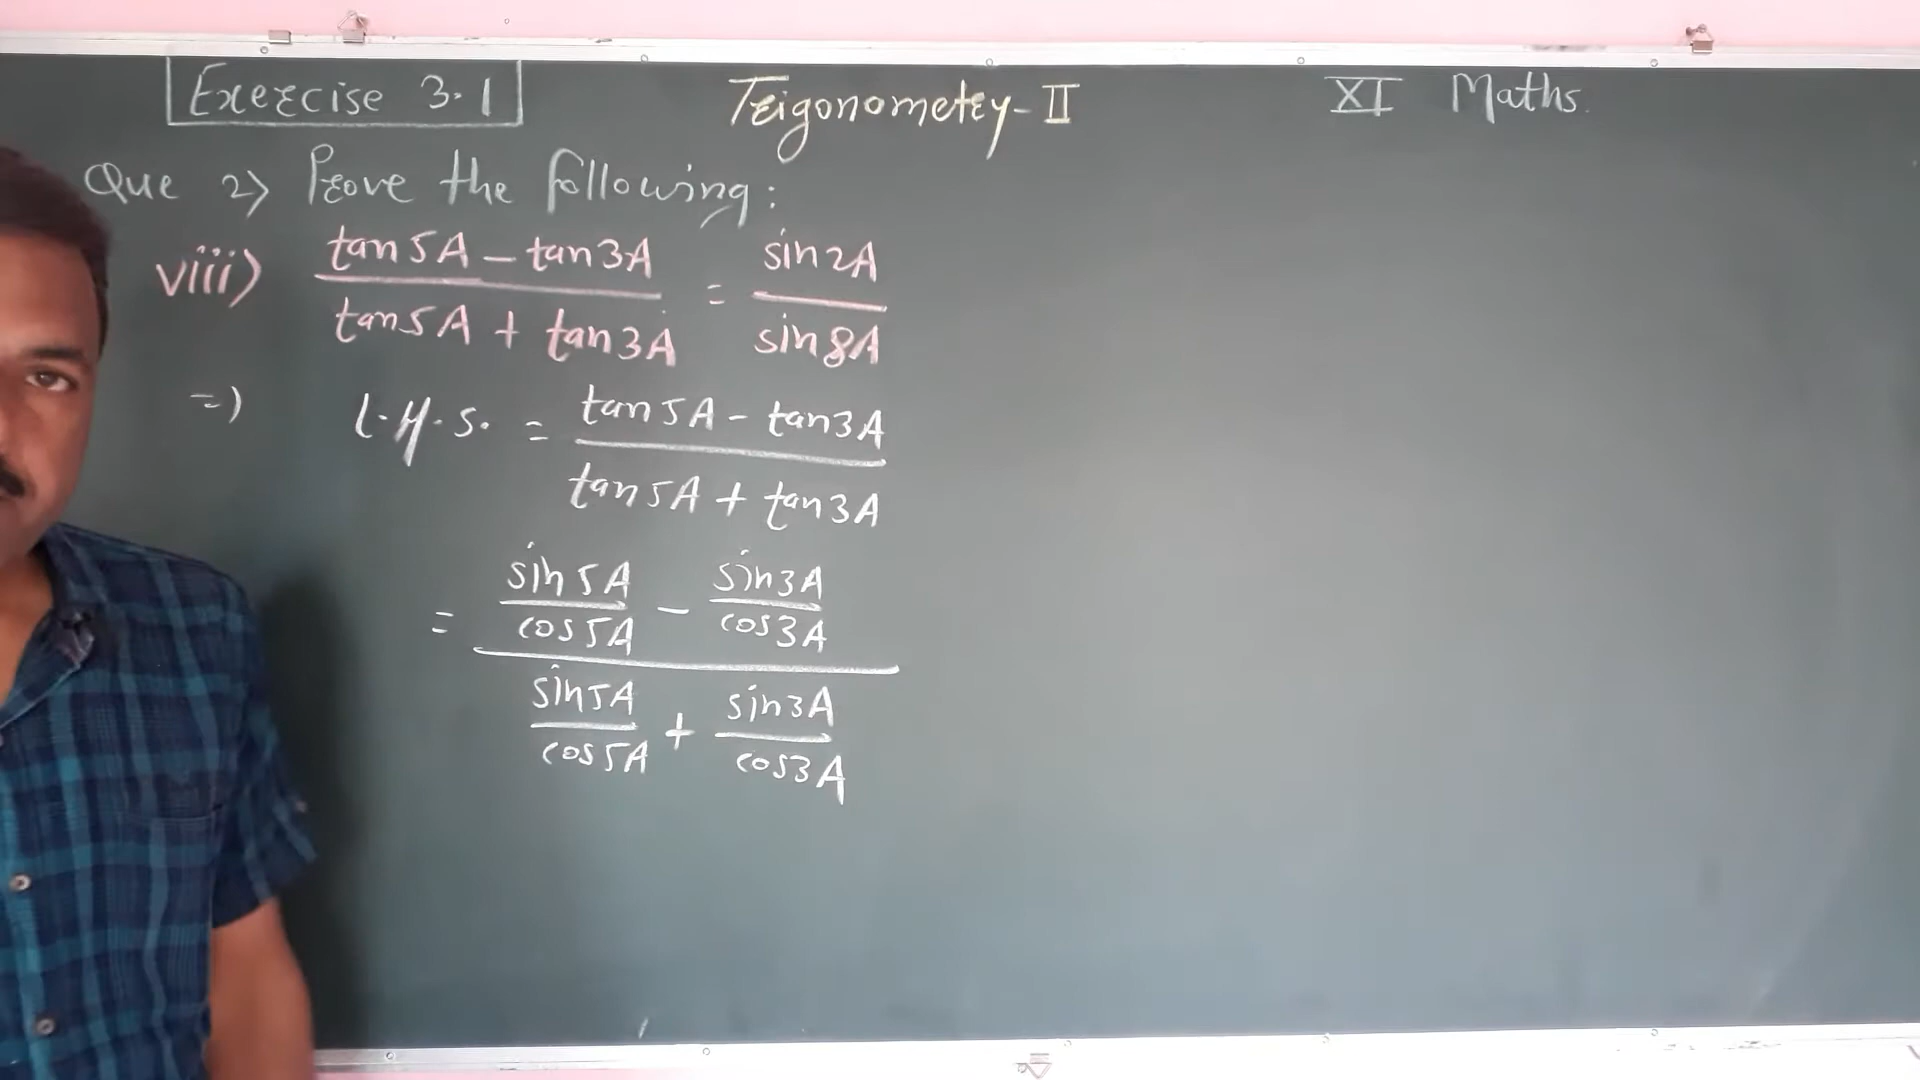 Exercise 3.1 Trigonometry-II XI Maths.
Que 2) Prove the following:
viii) (tan5A - tan3A)/(tan5A + tan3A) = sin2A/sin8A
=) L.H.S. = (tan5A - tan3A)/(tan5A + tan3A)
= (sin5A/cos5A - sin3A/cos3A)/(sin5A/cos5A + sin3A/cos3A)